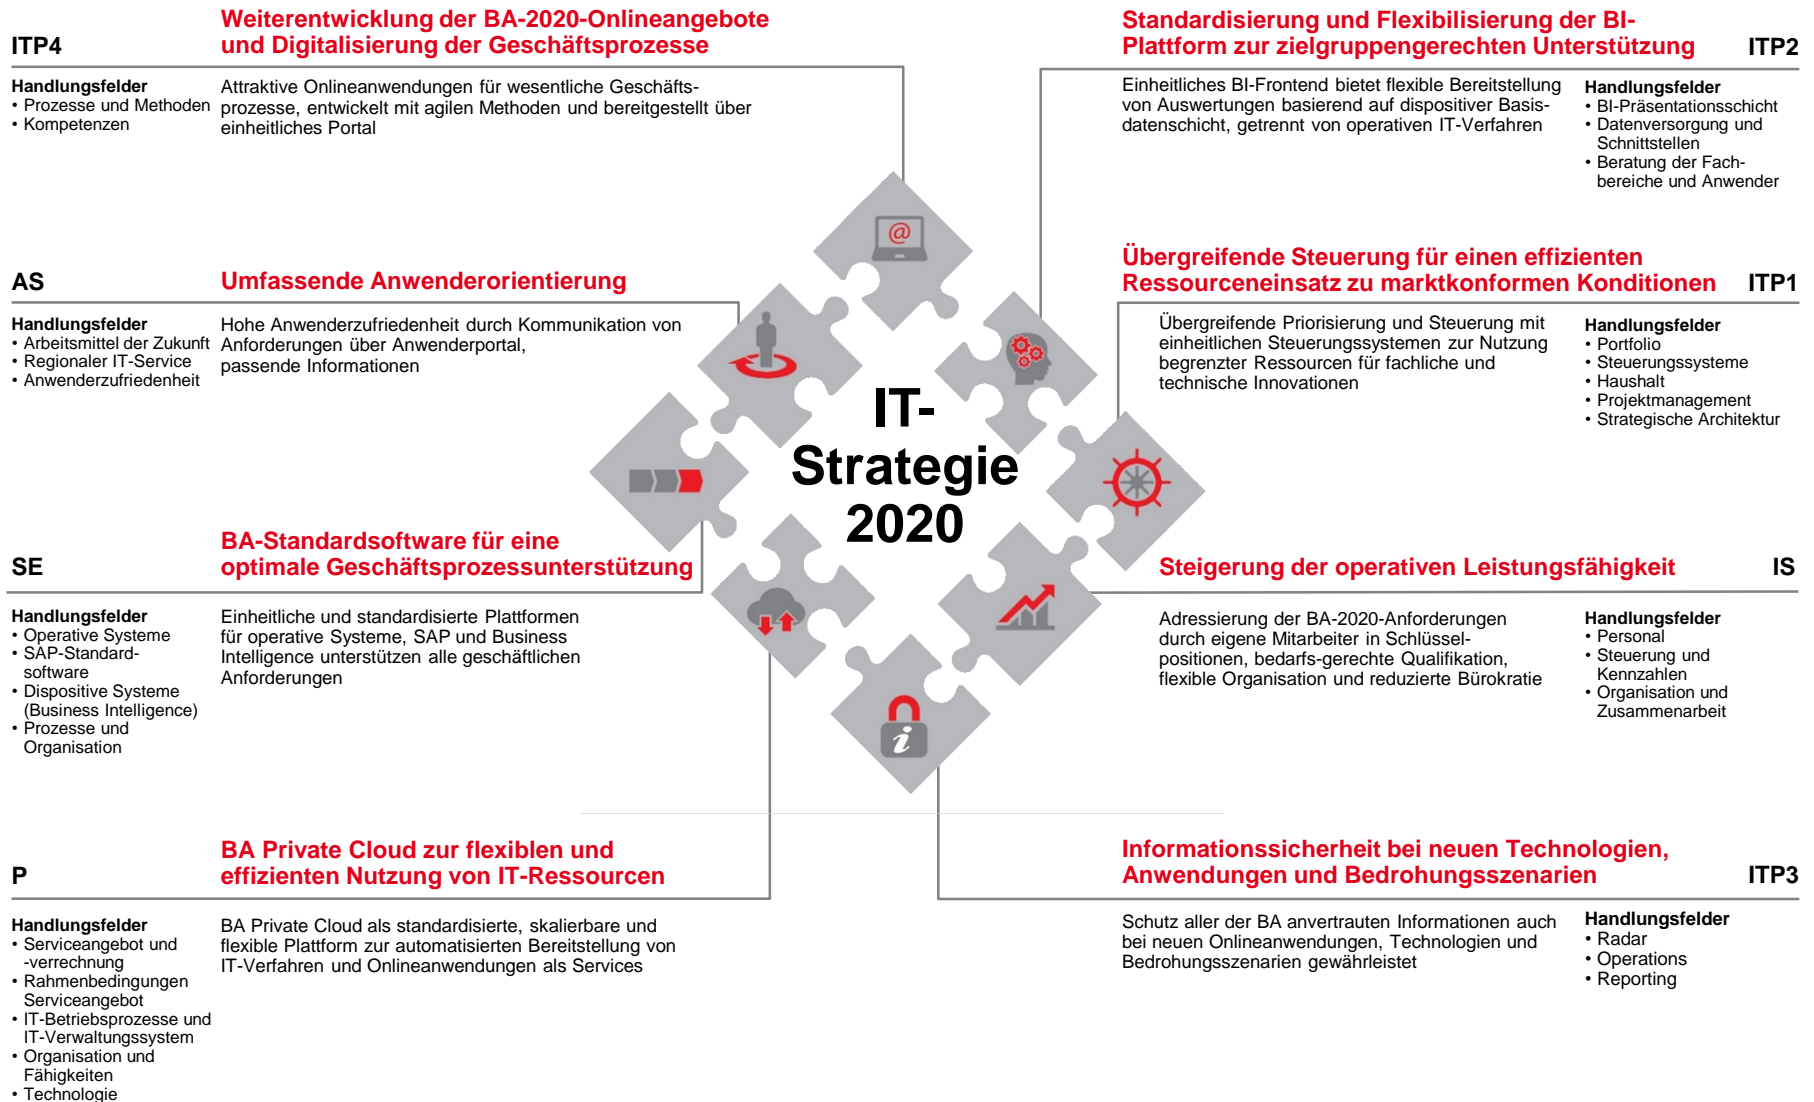 ITP4
Weiterentwicklung der BA-2020-Onlineangebote
und Digitalisierung der Geschäftsprozesse
Handlungsfelder
• Prozesse und Methoden
• Kompetenzen
Attraktive Onlineanwendungen für wesentliche Geschäfts-
prozesse, entwickelt mit agilen Methoden und bereitgestellt über
einheitliches Portal
Standardisierung und Flexibilisierung der BI-
Plattform zur zielgruppengerechten Unterstützung
ITP2
Einheitliches BI-Frontend bietet flexible Bereitstellung
von Auswertungen basierend auf dispositiver Basis-
datenschicht, getrennt von operativen IT-Verfahren
Handlungsfelder
• BI-Präsentationsschicht
• Datenversorgung und
Schnittstellen
• Beratung der Fach-
bereiche und Anwender
AS
Umfassende Anwenderorientierung
Handlungsfelder
• Arbeitsmittel der Zukunft
• Regionaler IT-Service
• Anwenderzufriedenheit
Hohe Anwenderzufriedenheit durch Kommunikation von
Anforderungen über Anwenderportal,
passende Informationen
Übergreifende Steuerung für einen effizienten
Ressourceneinsatz zu marktkonformen Konditionen
ITP1
Übergreifende Priorisierung und Steuerung mit
einheitlichen Steuerungssystemen zur Nutzung
begrenzter Ressourcen für fachliche und
technische Innovationen
Handlungsfelder
• Portfolio
• Steuerungssysteme
• Haushalt
• Projektmanagement
• Strategische Architektur
@
IT-
Strategie
2020
SE
BA-Standardsoftware für eine
optimale Geschäftsprozessunterstützung
Handlungsfelder
• Operative Systeme
• SAP-Standard-
software
• Dispositive Systeme
(Business Intelligence)
• Prozesse und
Organisation
Einheitliche und standardisierte Plattformen
für operative Systeme, SAP und Business
Intelligence unterstützen alle geschäftlichen
Anforderungen
Steigerung der operativen Leistungsfähigkeit
IS
Adressierung der BA-2020-Anforderungen
durch eigene Mitarbeiter in Schlüssel-
positionen, bedarfs-gerechte Qualifikation,
flexible Organisation und reduzierte Bürokratie
Handlungsfelder
• Personal
• Steuerung und
Kennzahlen
• Organisation und
Zusammenarbeit
i
P
BA Private Cloud zur flexiblen und
effizienten Nutzung von IT-Ressourcen
Handlungsfelder
• Serviceangebot und
-verrechnung
• Rahmenbedingungen
Serviceangebot
• IT-Betriebsprozesse und
IT-Verwaltungssystem
• Organisation und
Fähigkeiten
• Technologie
BA Private Cloud als standardisierte, skalierbare und
flexible Plattform zur automatisierten Bereitstellung von
IT-Verfahren und Onlineanwendungen als Services
Informationssicherheit bei neuen Technologien,
Anwendungen und Bedrohungsszenarien
ITP3
Schutz aller der BA anvertrauten Informationen auch
bei neuen Onlineanwendungen, Technologien und
Bedrohungsszenarien gewährleistet
Handlungsfelder
• Radar
• Operations
• Reporting